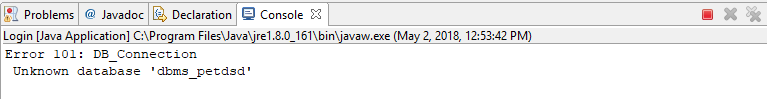 Problems @ Javadoc Declaration Console
Login [Java Application] C:\Program Files\Java\jre1.8.0_161\bin\javaw.exe (May 2, 2018, 12:53:42 PM)
Error 101: DB_Connection
Unknown database 'dbms_petdsd'